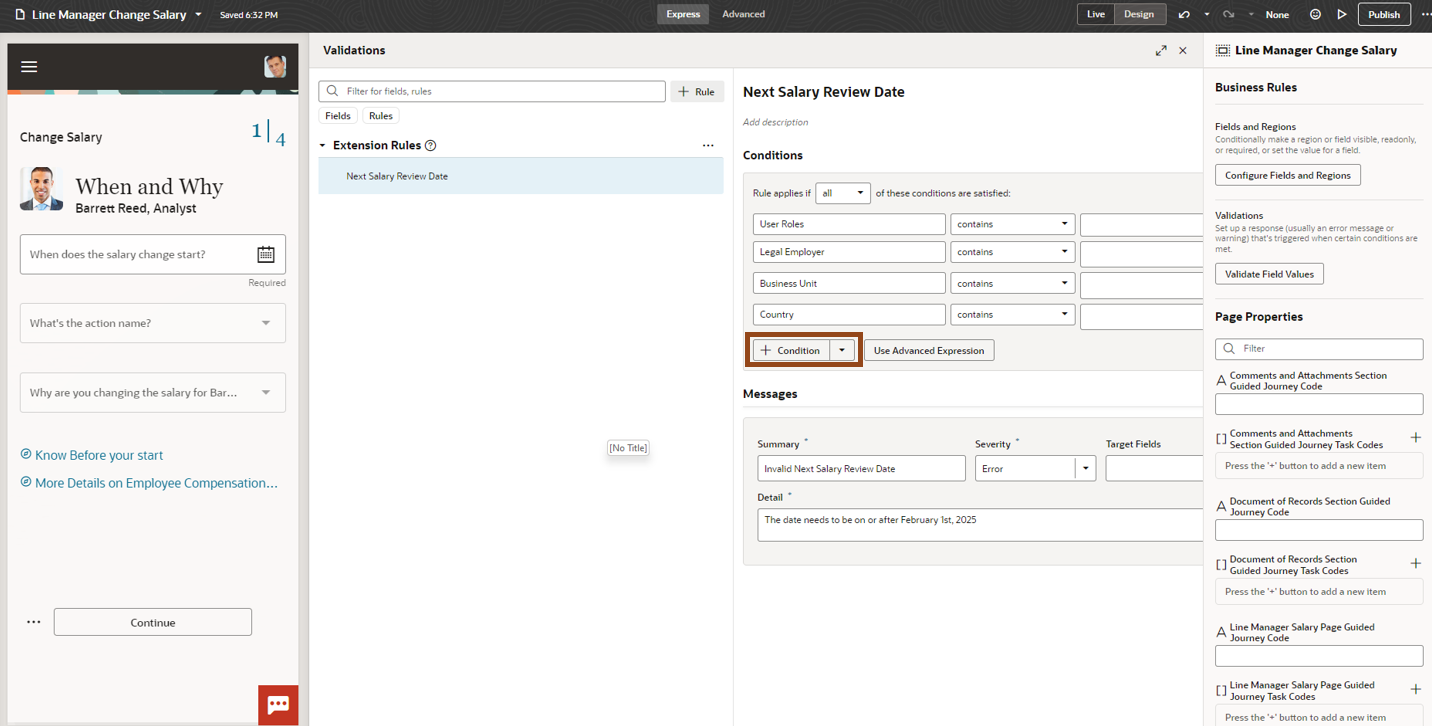 Line Manager Change Salary
Saved 6:32 PM
Express
Advanced
Live
Design
None
Publish
Change Salary
1
4
When and Why
Barrett Reed, Analyst
When does the salary change start?
Required
What's the action name?
Why are you changing the salary for Bar...
Know Before your start
More Details on Employee Compensation...
Continue
Validations
Filter for fields, rules
+ Rule
Fields
Rules
Extension Rules
Next Salary Review Date
[No Title]
Next Salary Review Date
Add description
Conditions
Rule applies if all of these conditions are satisfied:
User Roles contains
Legal Employer contains
Business Unit contains
Country contains
+ Condition
Use Advanced Expression
Messages
Summary *
Severity *
Target Fields
Invalid Next Salary Review Date
Error
Detail *
The date needs to be on or after February 1st, 2025
Line Manager Change Salary
Business Rules
Fields and Regions
Conditionally make a region or field visible, readonly,
or required, or set the value for a field.
Configure Fields and Regions
Validations
Set up a response (usually an error message or
warning) that's triggered when certain conditions are
met.
Validate Field Values
Page Properties
Filter
A Comments and Attachments Section
Guided Journey Code
[ ] Comments and Attachments
Section Guided Journey Task Codes
+
Press the '+' button to add a new item
A Document of Records Section Guided
Journey Code
[ ] Document of Records Section
Guided Journey Task Codes
+
Press the '+' button to add a new item
A Line Manager Salary Page Guided
Journey Code
[ ] Line Manager Salary Page Guided
Journey Task Codes
+
Press the '+' button to add a new item